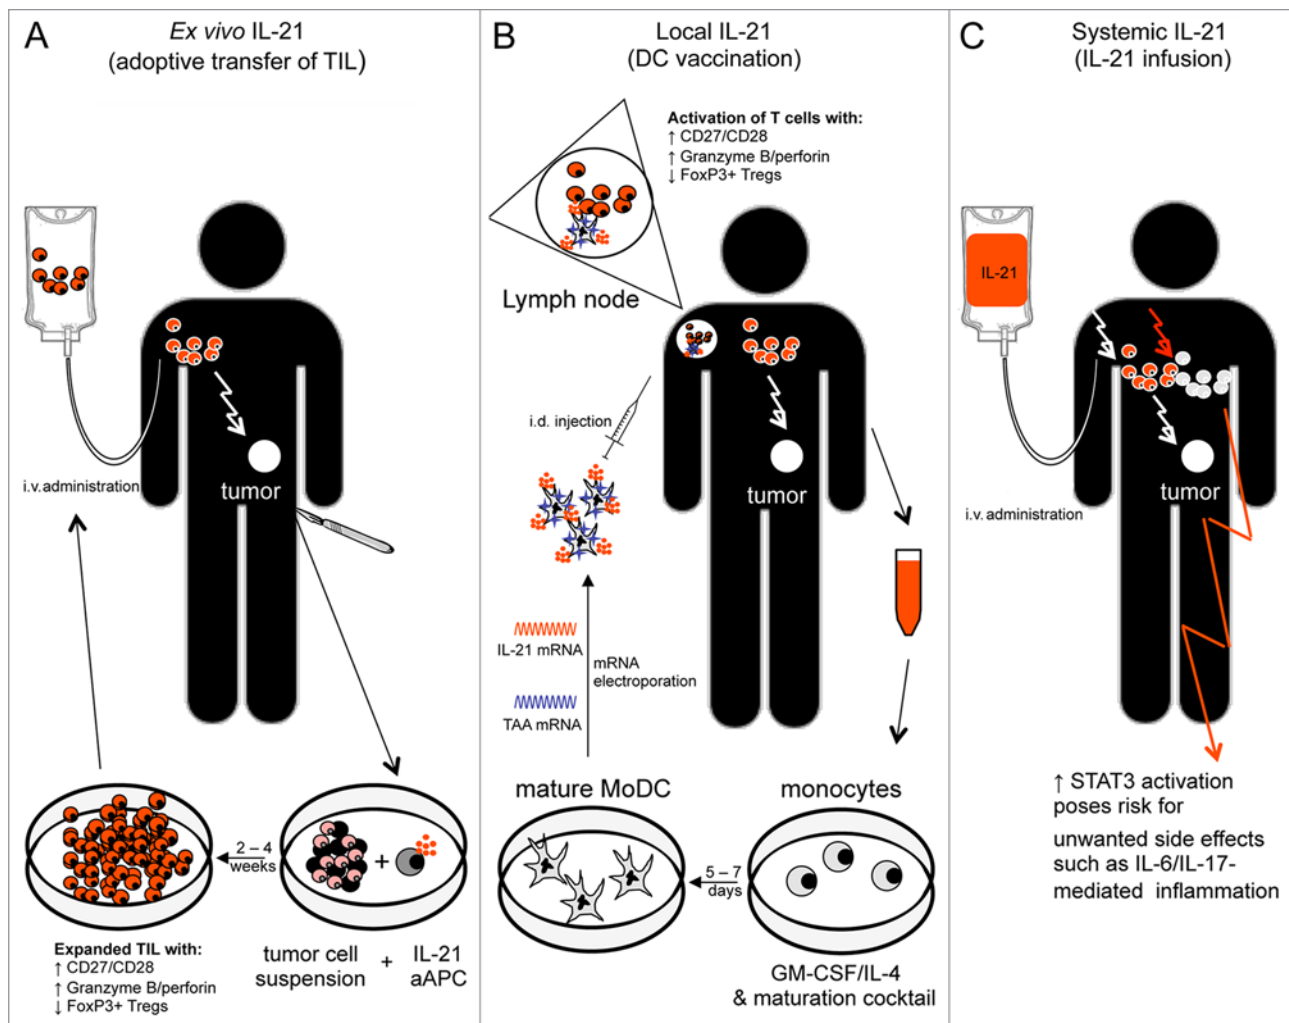 A
Ex vivo IL-21
(adoptive transfer of TIL)
i.v. administration
tumor
2 – 4
weeks
Expanded TIL with:
↑ CD27/CD28
↑ Granzyme B/perforin
↓ FoxP3+ Tregs
tumor cell
suspension
+
+
IL-21
aAPC
B
Local IL-21
(DC vaccination)
Activation of T cells with:
↑ CD27/CD28
↑ Granzyme B/perforin
↓ FoxP3+ Tregs
Lymph node
i.d. injection
tumor
IL-21 mRNA
mRNA
electroporation
TAA mRNA
mature MoDC
monocytes
5 – 7
days
GM-CSF/IL-4
& maturation cocktail
C
Systemic IL-21
(IL-21 infusion)
IL-21
tumor
i.v. administration
↑ STAT3 activation
poses risk for
unwanted side effects
such as IL-6/IL-17-
mediated inflammation